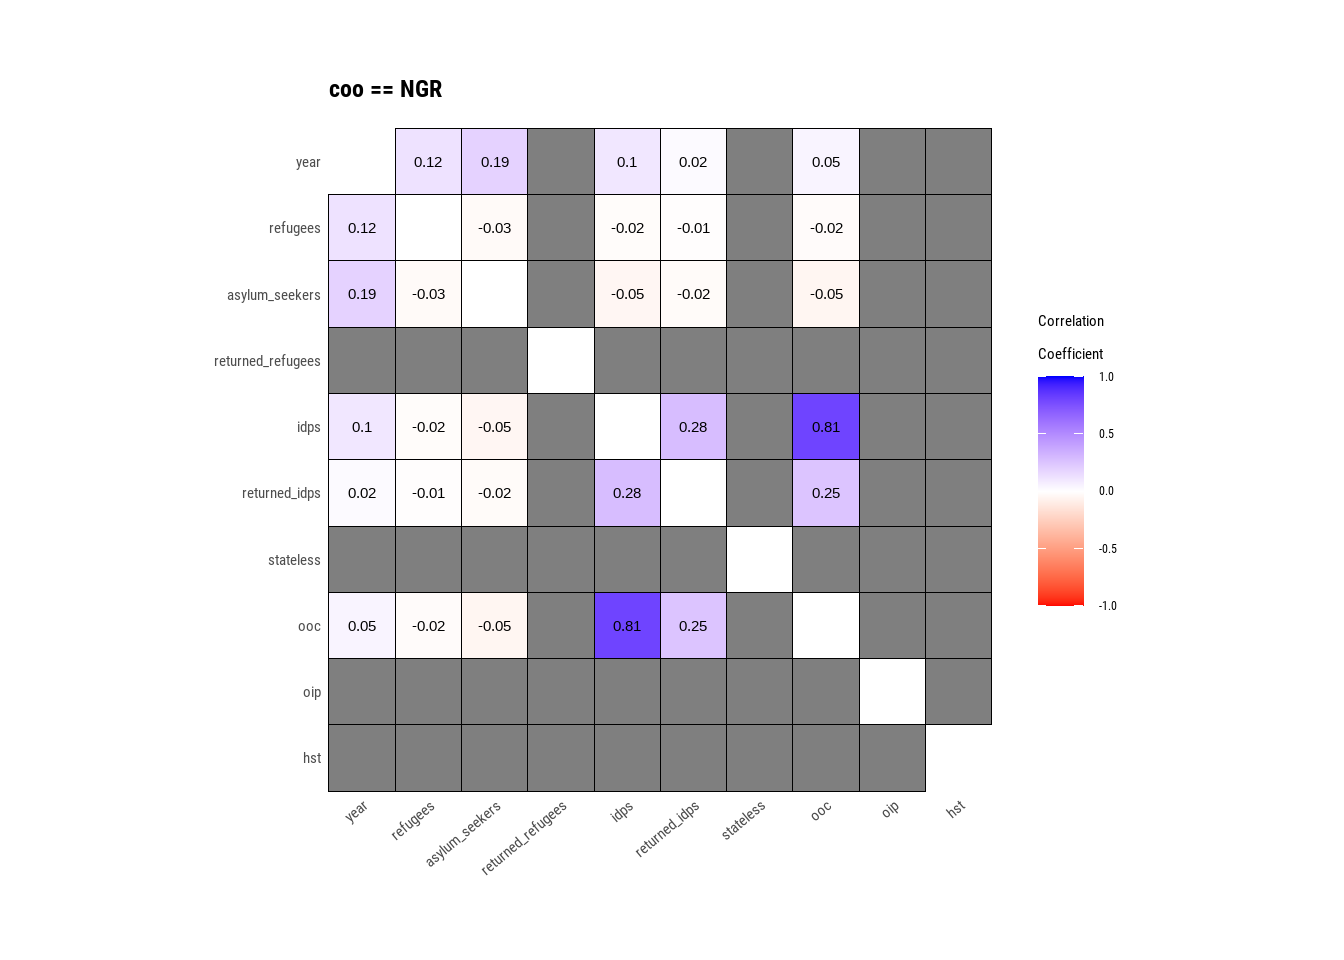 coo == NGR
year 0.12 0.19 0.1 0.02 0.05
refugees 0.12 -0.03 -0.02 -0.01 -0.02
asylum_seekers 0.19 -0.03 -0.05 -0.02 -0.05
returned_refugees
idps 0.1 -0.02 -0.05 0.28 0.81
returned_idps 0.02 -0.01 -0.02 0.28 0.25
stateless
ooc 0.05 -0.02 -0.05 0.81 0.25
oip
hst
year refugees asylum_seekers returned_refugees idps returned_idps stateless ooc oip hst
Correlation
Coefficient
1.0
0.5
0.0
-0.5
-1.0